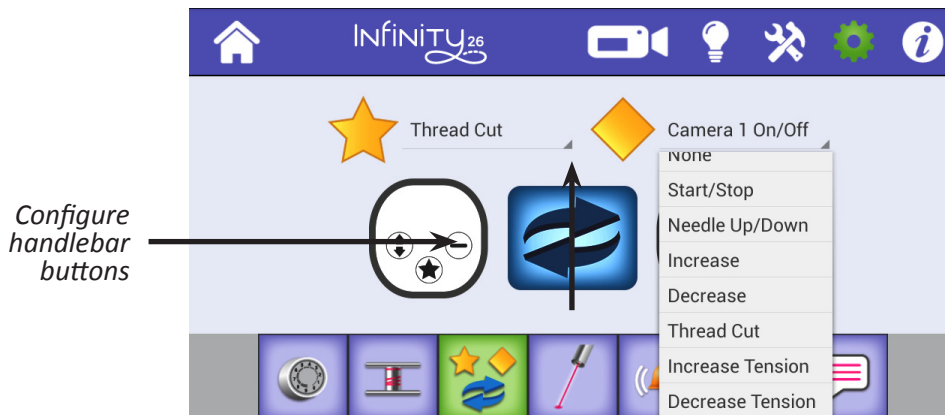 INFINITY 26
Thread Cut
Camera 1 On/Off
None
Start/Stop
Needle Up/Down
Increase
Decrease
Thread Cut
Increase Tension
Decrease Tension
Configure
handlebar
buttons